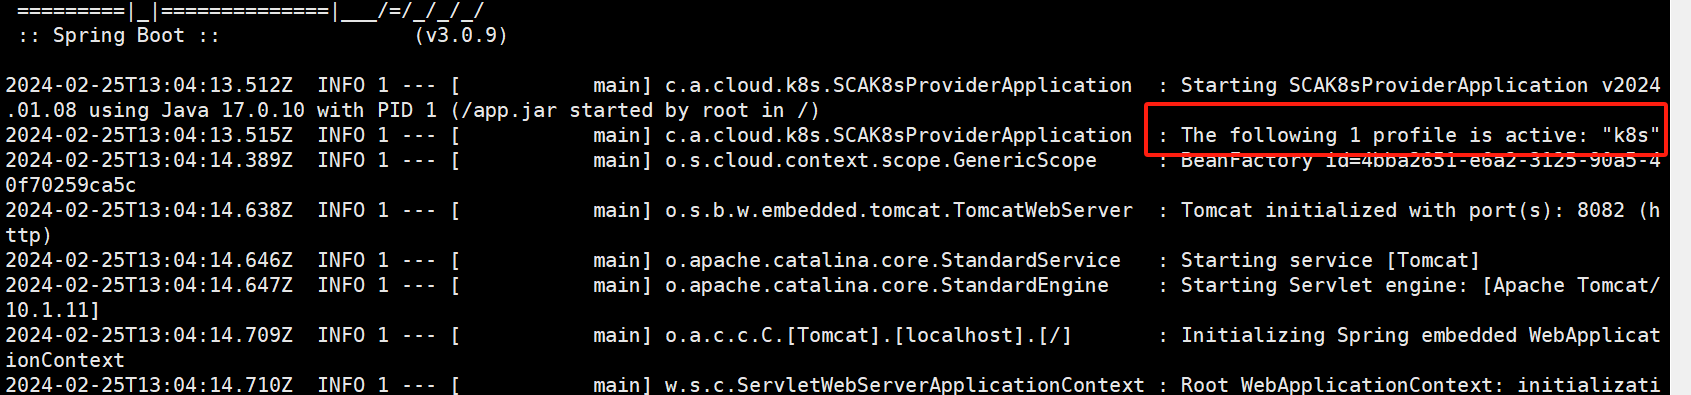 =========|_|==============|___/=/_/_/_/
 :: Spring Boot ::                (v3.0.9)

2024-02-25T13:04:13.512Z  INFO 1 --- [           main] c.a.cloud.k8s.SCAK8sProviderApplication  : Starting SCAK8sProviderApplication v2024
.01.08 using Java 17.0.10 with PID 1 (/app.jar started by root in /)
2024-02-25T13:04:13.515Z  INFO 1 --- [           main] c.a.cloud.k8s.SCAK8sProviderApplication  : The following 1 profile is active: "k8s"
2024-02-25T13:04:14.389Z  INFO 1 --- [           main] o.s.cloud.context.scope.GenericScope     : BeanFactory id=4bba2651-e6a2-3125-90a5-4
0f70259ca5c
2024-02-25T13:04:14.638Z  INFO 1 --- [           main] o.s.b.w.embedded.tomcat.TomcatWebServer  : Tomcat initialized with port(s): 8082 (h
ttp)
2024-02-25T13:04:14.646Z  INFO 1 --- [           main] o.apache.catalina.core.StandardService   : Starting service [Tomcat]
2024-02-25T13:04:14.647Z  INFO 1 --- [           main] o.apache.catalina.core.StandardEngine    : Starting Servlet engine: [Apache Tomcat/
10.1.11]
2024-02-25T13:04:14.709Z  INFO 1 --- [           main] o.a.c.c.C.[Tomcat].[localhost].[/]       : Initializing Spring embedded WebApplicat
ionContext
2024-02-25T13:04:14.710Z  INFO 1 --- [           main] w.s.c.ServletWebServerApplicationContext : Root WebApplicationContext: initializati